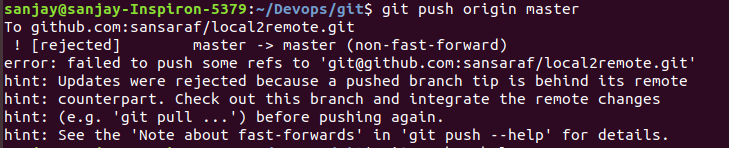 sanjay@sanjay-Inspiron-5379:~/Devops/git$ git push origin master
To github.com:sansaraf/local2remote.git
 ! [rejected]        master -> master (non-fast-forward)
error: failed to push some refs to 'git@github.com:sansaraf/local2remote.git'
hint: Updates were rejected because a pushed branch tip is behind its remote
hint: counterpart. Check out this branch and integrate the remote changes
hint: (e.g. 'git pull ...') before pushing again.
hint: See the 'Note about fast-forwards' in 'git push --help' for details.